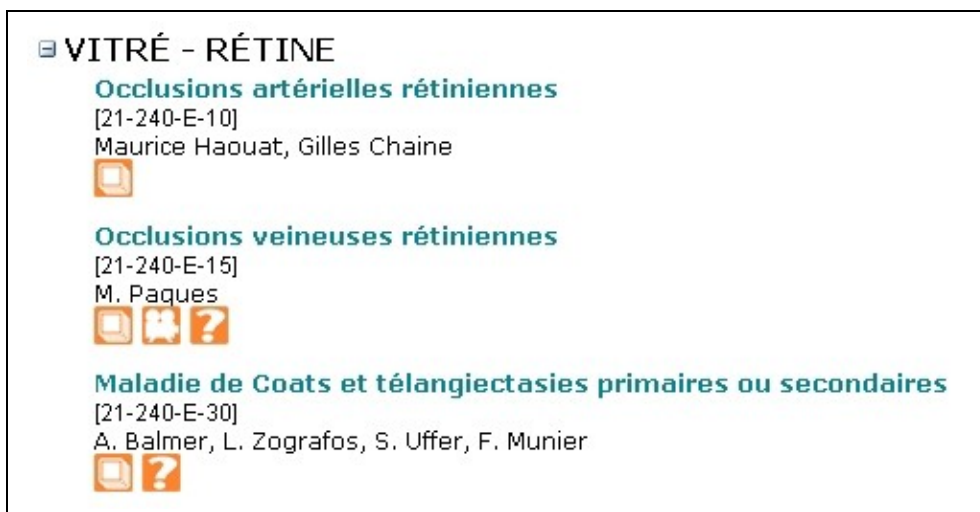 VITRÉ - RÉTINE
Occlusions artérielles rétiniennes
[21-240-E-10]
Maurice Haouat, Gilles Chaine
Occlusions veineuses rétiniennes
[21-240-E-15]
M. Paques
?
Maladie de Coats et télangiectasies primaires ou secondaires
[21-240-E-30]
A. Balmer, L. Zografos, S. Uffer, F. Munier
?